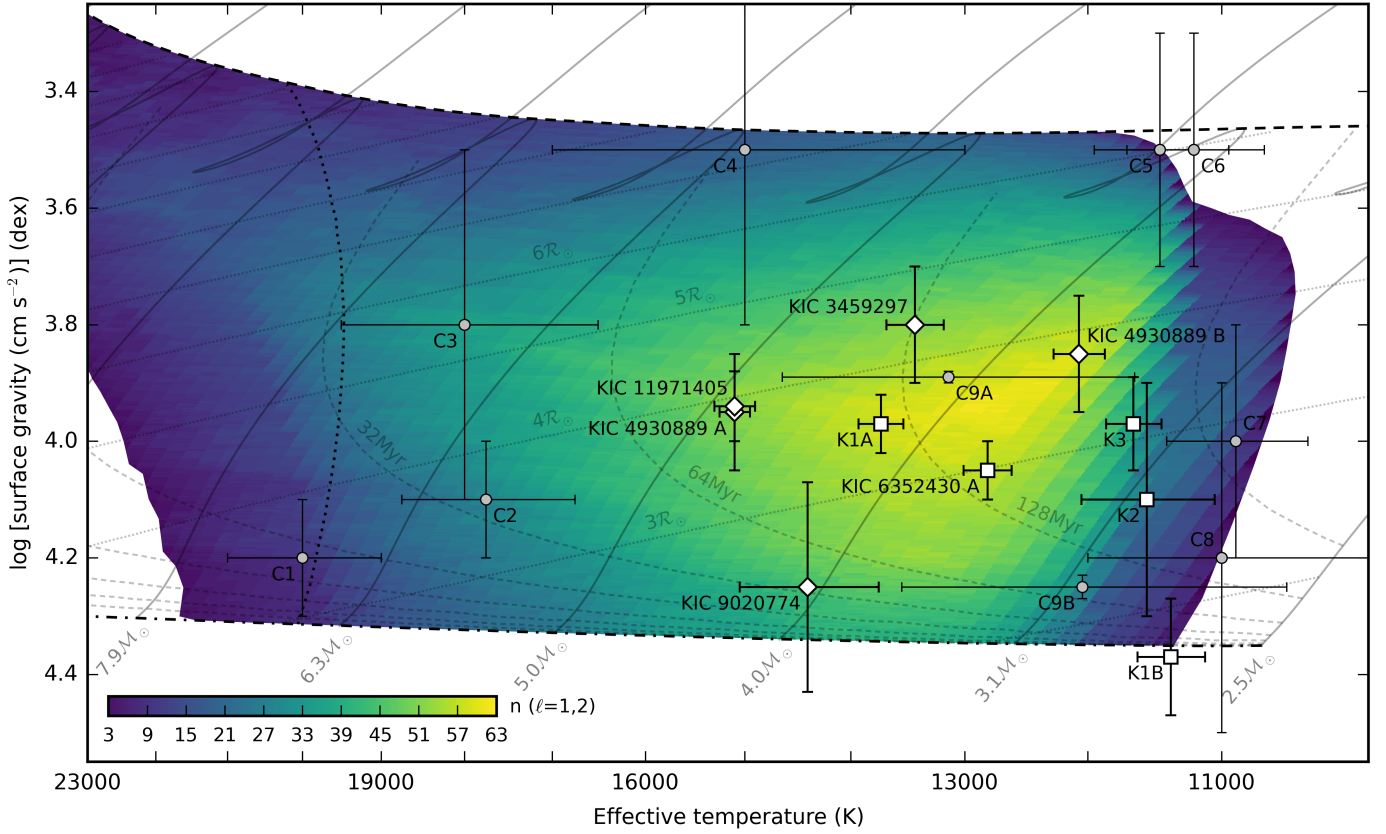 log [surface gravity (cm s⁻²)] (dex)
3.4
3.6
3.8
4.0
4.2
4.4
C4
C5
C6
6R☉
5R☉
KIC 3459297
C3
KIC 4930889 B
KIC 11971405
C9A
4R☉
KIC 4930889 A
K1A
K3
C7
32Myr
64Myr
KIC 6352430 A
C2
3R☉
128Myr
K2
C8
C1
KIC 9020774
C9B
7.9M☉
6.3M☉
5.0M☉
4.0M☉
3.1M☉
K1B
2.5M☉
n (ℓ=1,2)
3 9 15 21 27 33 39 45 51 57 63
23000 19000 16000 13000 11000
Effective temperature (K)